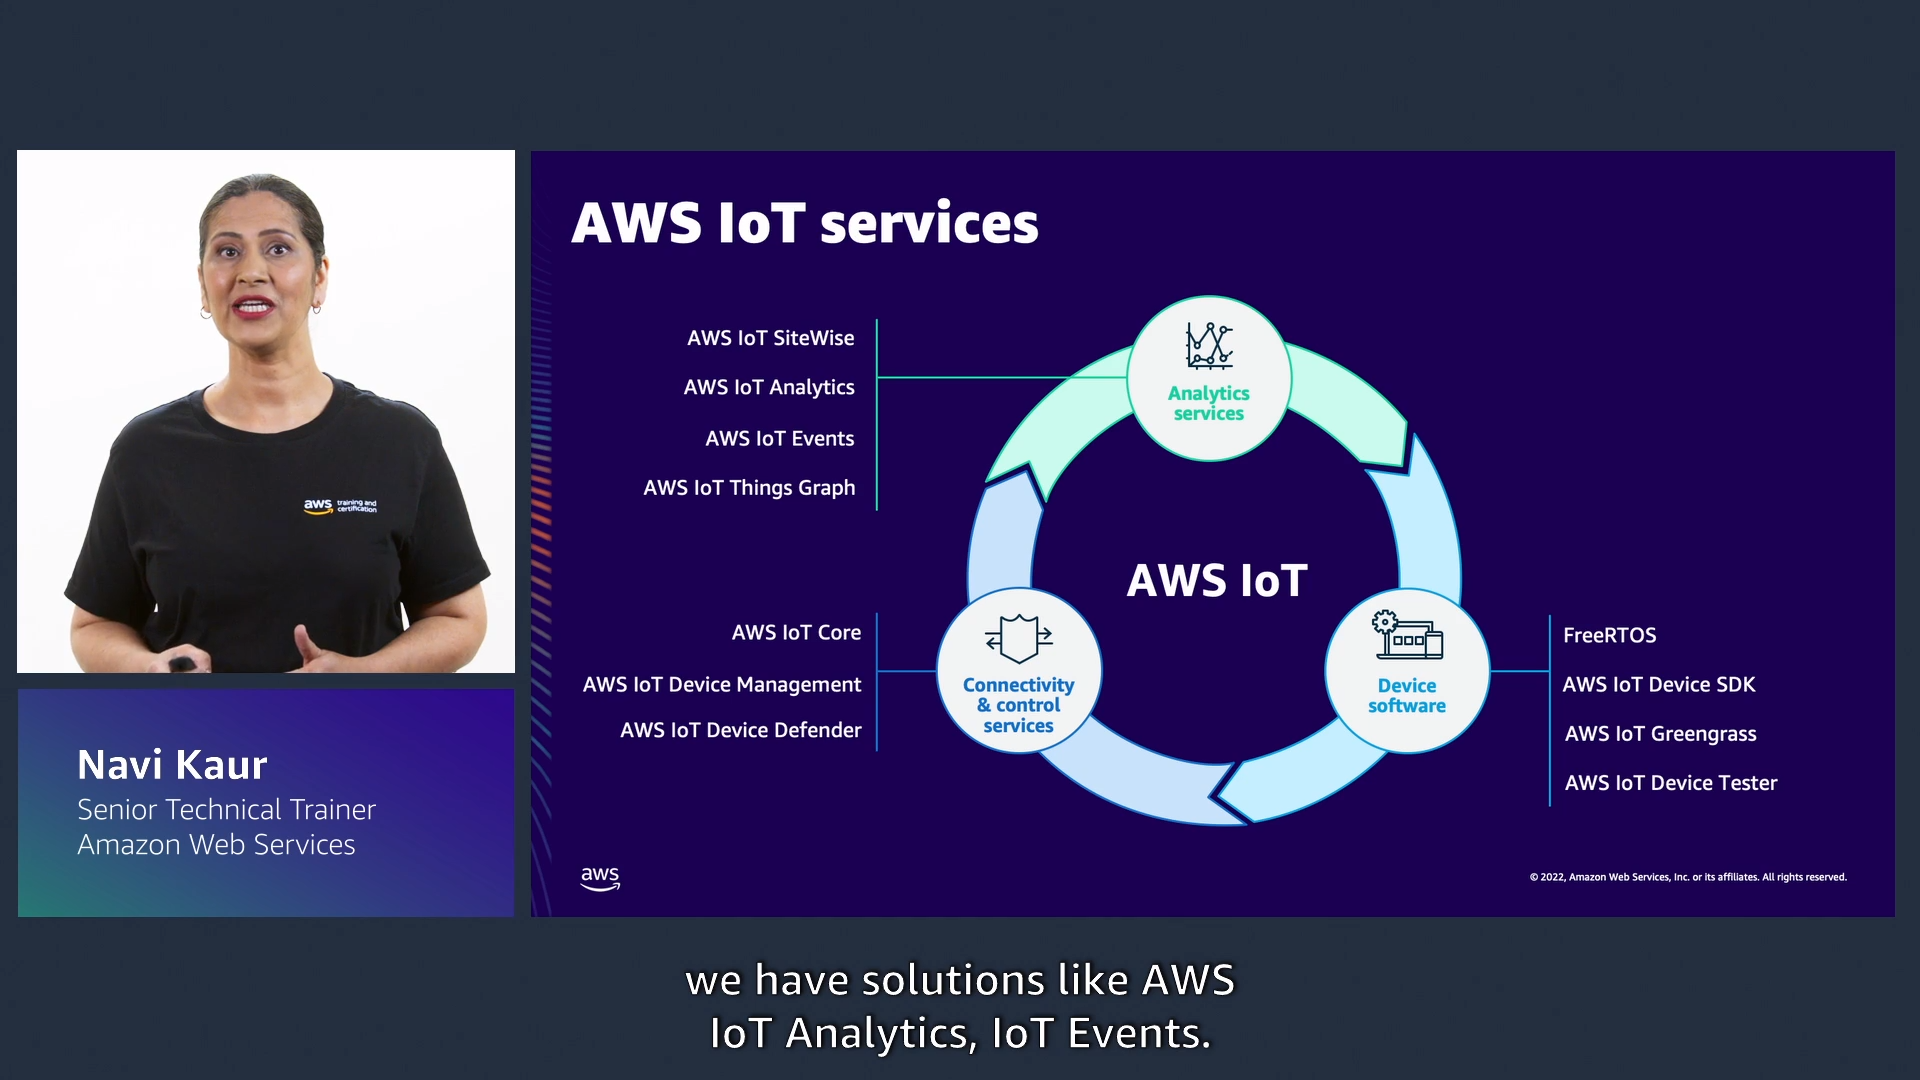 AWS IoT services
AWS IoT SiteWise
AWS IoT Analytics
AWS IoT Events
AWS IoT Things Graph
Analytics
services
AWS IoT
AWS IoT Core
AWS IoT Device Management
AWS IoT Device Defender
Connectivity
& control
services
Device
software
FreeRTOS
AWS IoT Device SDK
AWS IoT Greengrass
AWS IoT Device Tester
aws
© 2022, Amazon Web Services, Inc. or its affiliates. All rights reserved.
aws training and
certification
Navi Kaur
Senior Technical Trainer
Amazon Web Services
we have solutions like AWS
IoT Analytics, IoT Events.